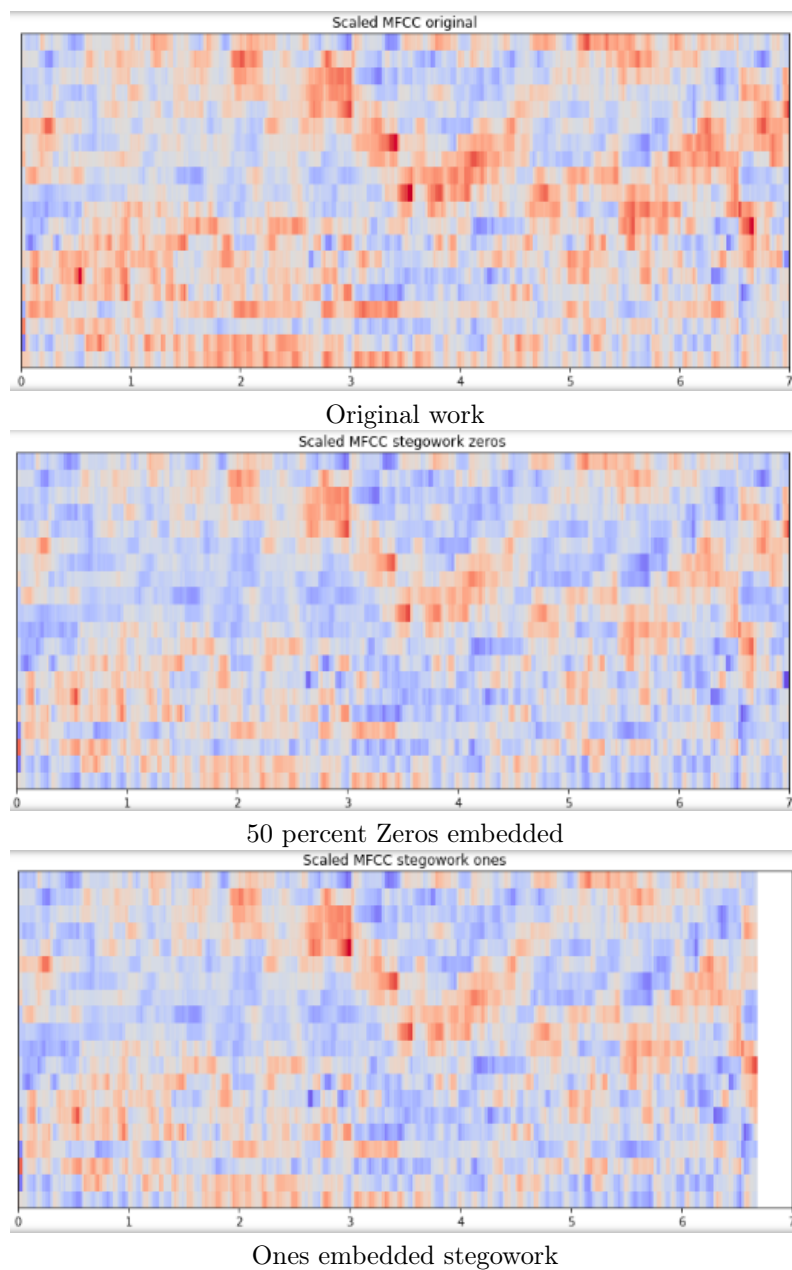 Scaled MFCC original
0 1 2 3 4 5 6 7
Original work
Scaled MFCC stegowork zeros
0 1 2 3 4 5 6 7
50 percent Zeros embedded
Scaled MFCC stegowork ones
0 1 2 3 4 5 6 7
Ones embedded stegowork